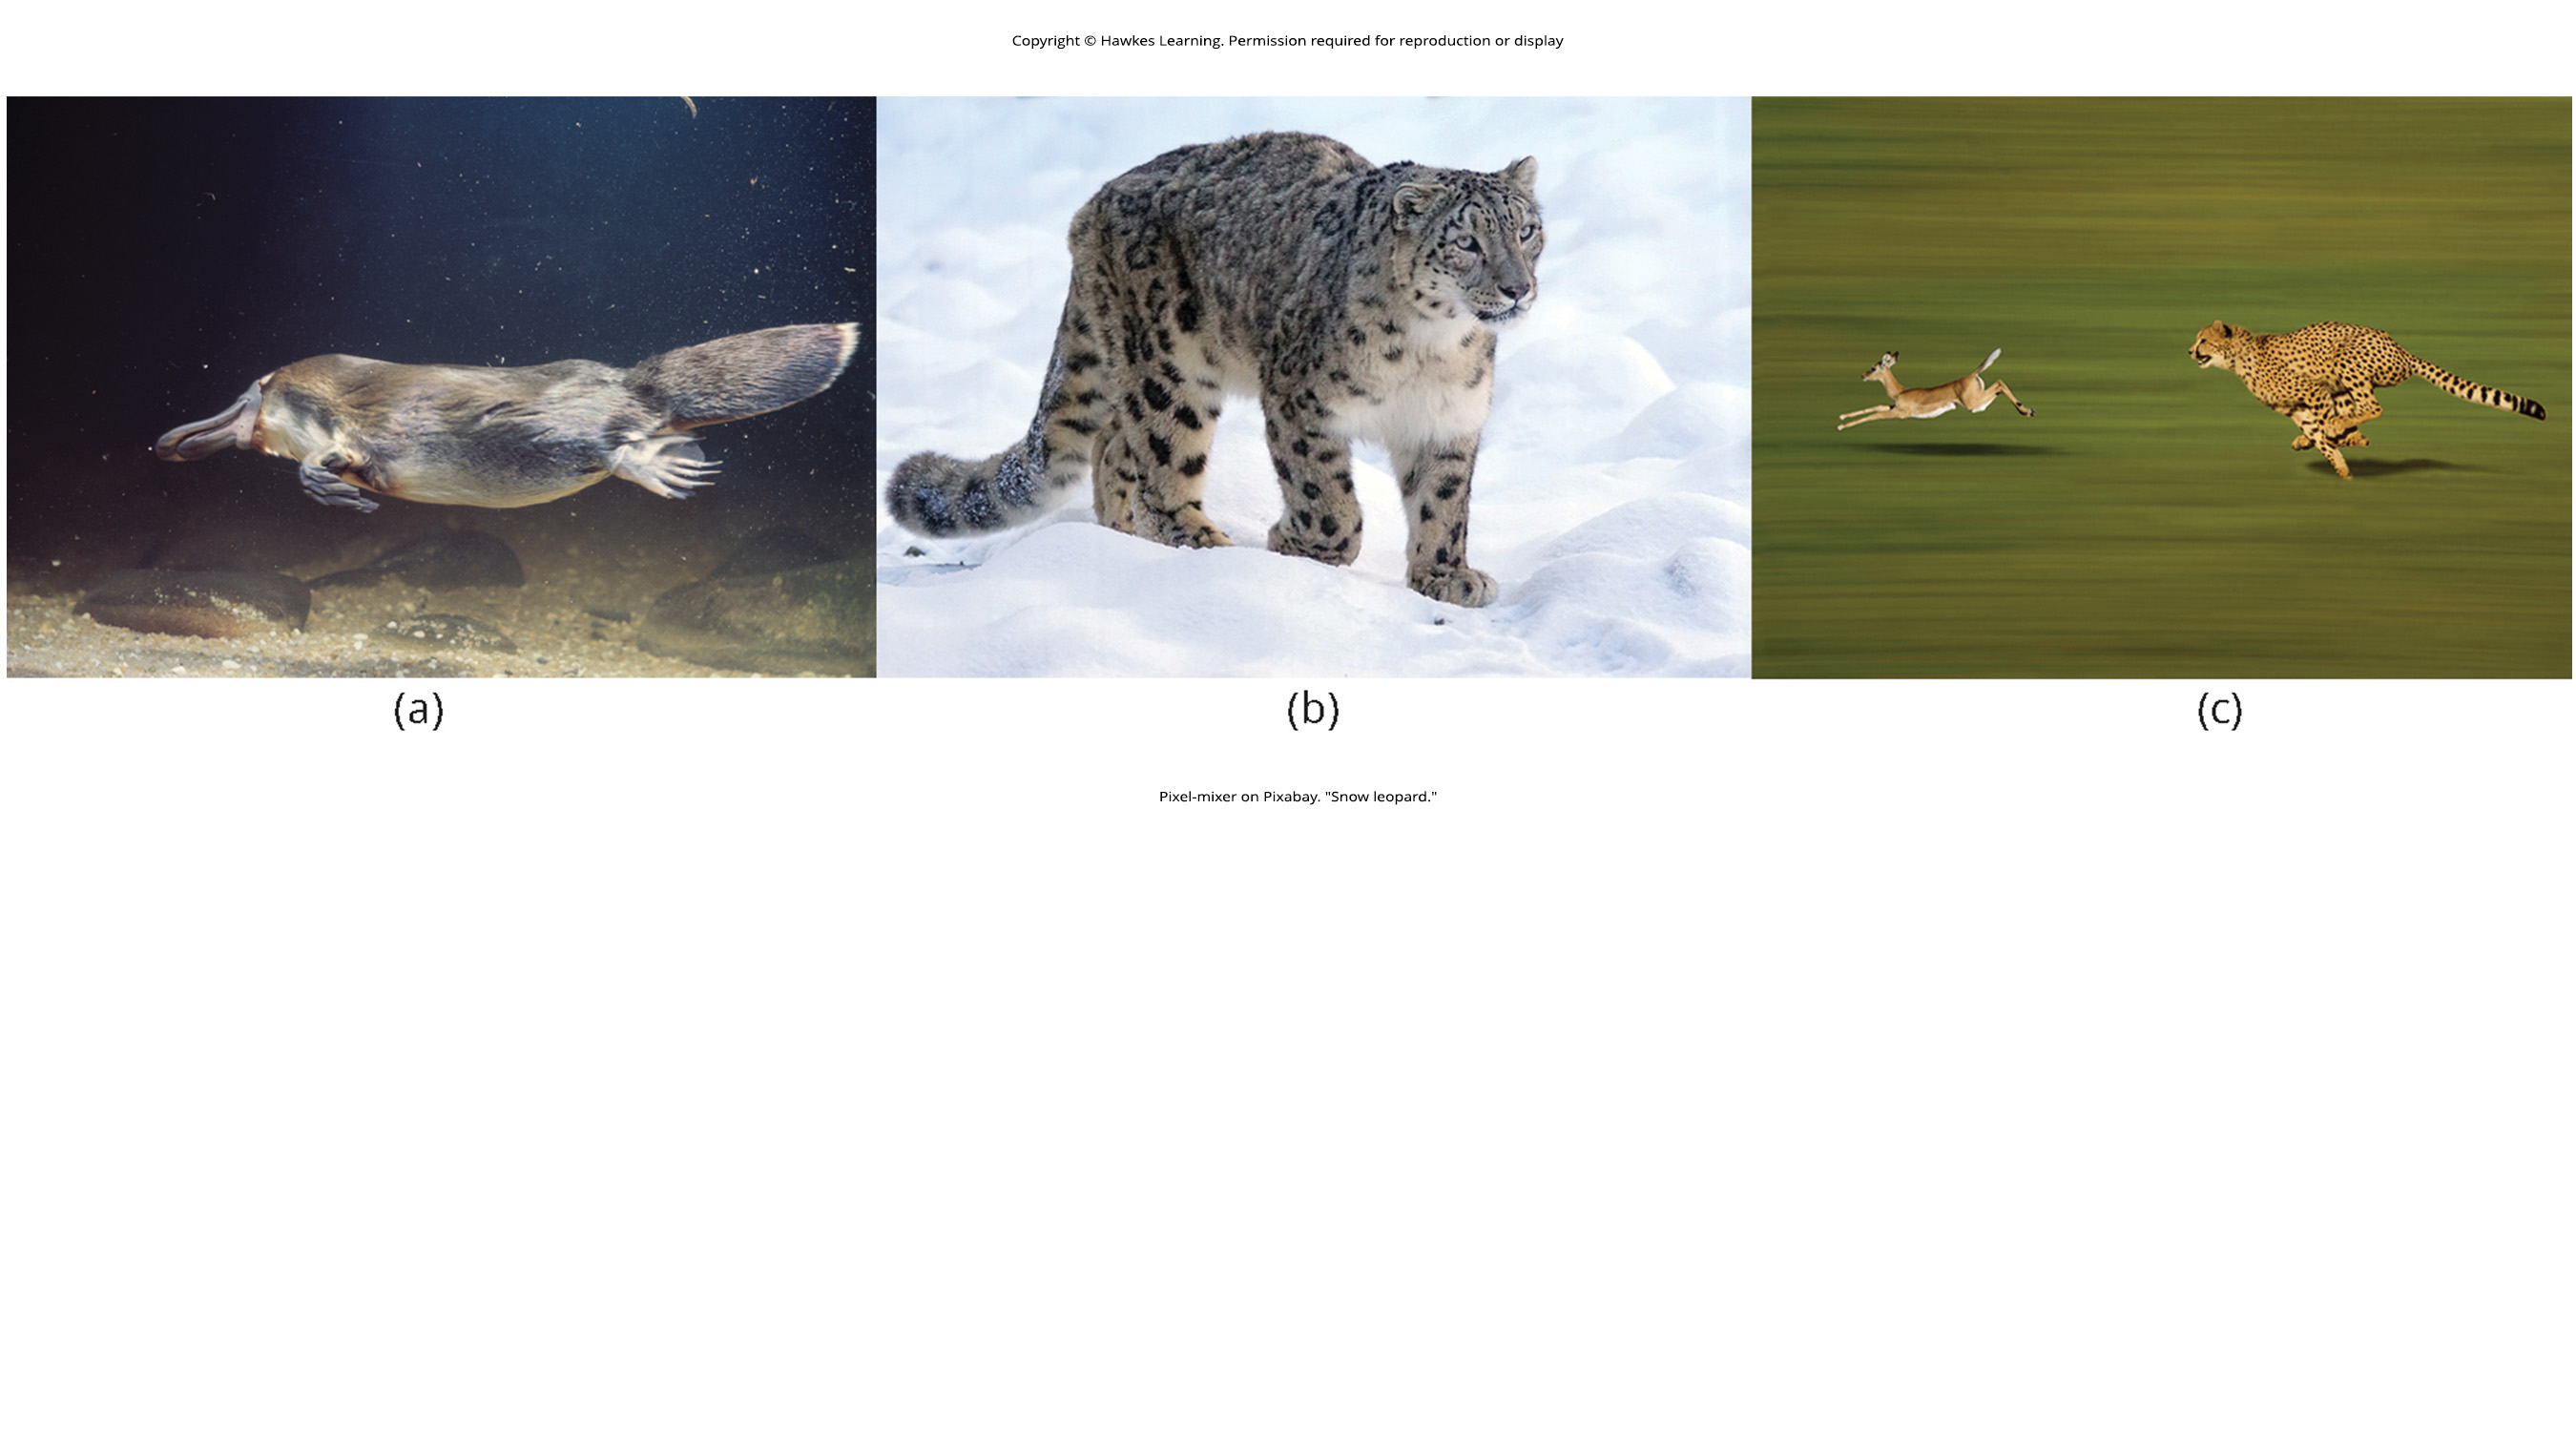 Copyright © Hawkes Learning. Permission required for reproduction or display
(a)
(b)
(c)
Pixel-mixer on Pixabay. "Snow leopard."